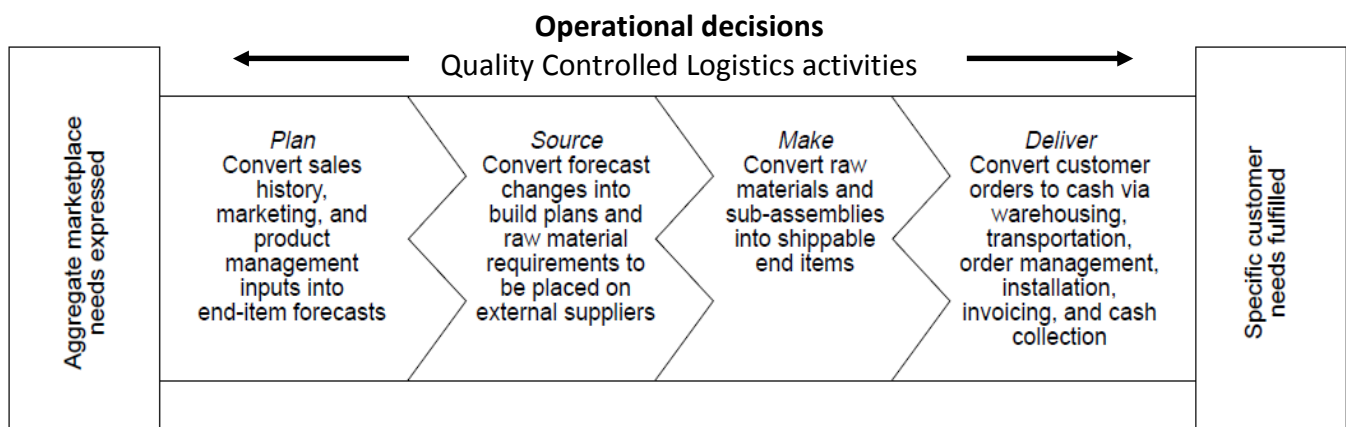 Operational decisions
Quality Controlled Logistics activities
Aggregate marketplace
needs expressed
Plan
Convert sales
history,
marketing, and
product
management
inputs into
end-item forecasts
Source
Convert forecast
changes into
build plans and
raw material
requirements to
be placed on
external suppliers
Make
Convert raw
materials and
sub-assemblies
into shippable
end items
Deliver
Convert customer
orders to cash via
warehousing,
transportation,
order management,
installation,
invoicing, and cash
collection
Specific customer
needs fulfilled